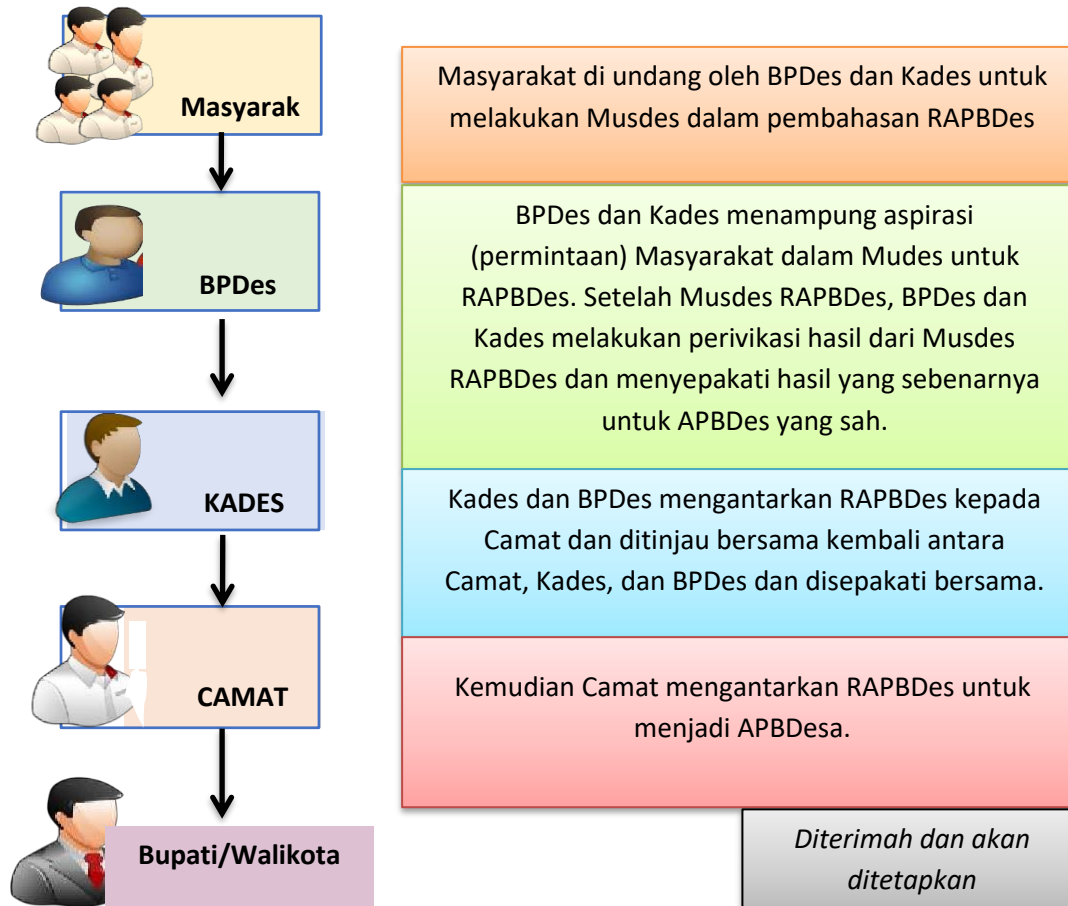 Masyarak
Masyarakat di undang oleh BPDes dan Kades untuk
melakukan Musdes dalam pembahasan RAPBDes
BPDes
BPDes dan Kades menampung aspirasi
(permintaan) Masyarakat dalam Mudes untuk
RAPBDes. Setelah Musdes RAPBDes, BPDes dan
Kades melakukan perivikasi hasil dari Musdes
RAPBDes dan menyepakati hasil yang sebenarnya
untuk APBDes yang sah.
KADES
Kades dan BPDes mengantarkan RAPBDes kepada
Camat dan ditinjau bersama kembali antara
Camat, Kades, dan BPDes dan disepakati bersama.
CAMAT
Kemudian Camat mengantarkan RAPBDes untuk
menjadi APBDesa.
Bupati/Walikota
Diterimah dan akan
ditetapkan